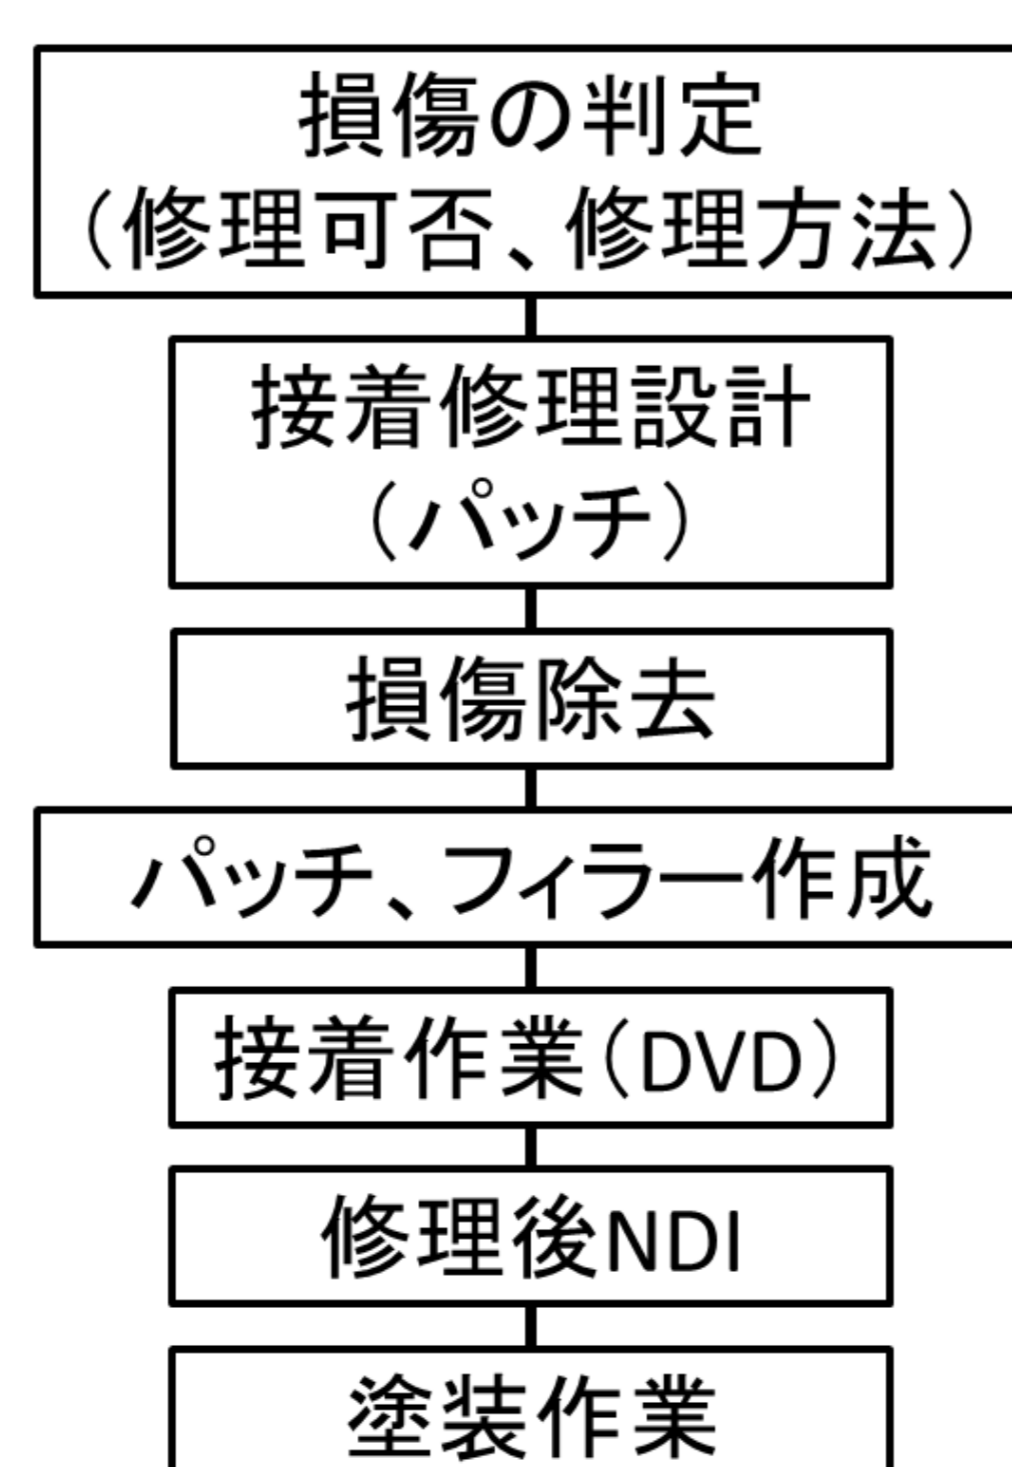 損傷の判定
（修理可否、修理方法）
接着修理設計
（パッチ）
損傷除去
パッチ、フィラー作成
接着作業（DVD）
修理後NDI
塗装作業